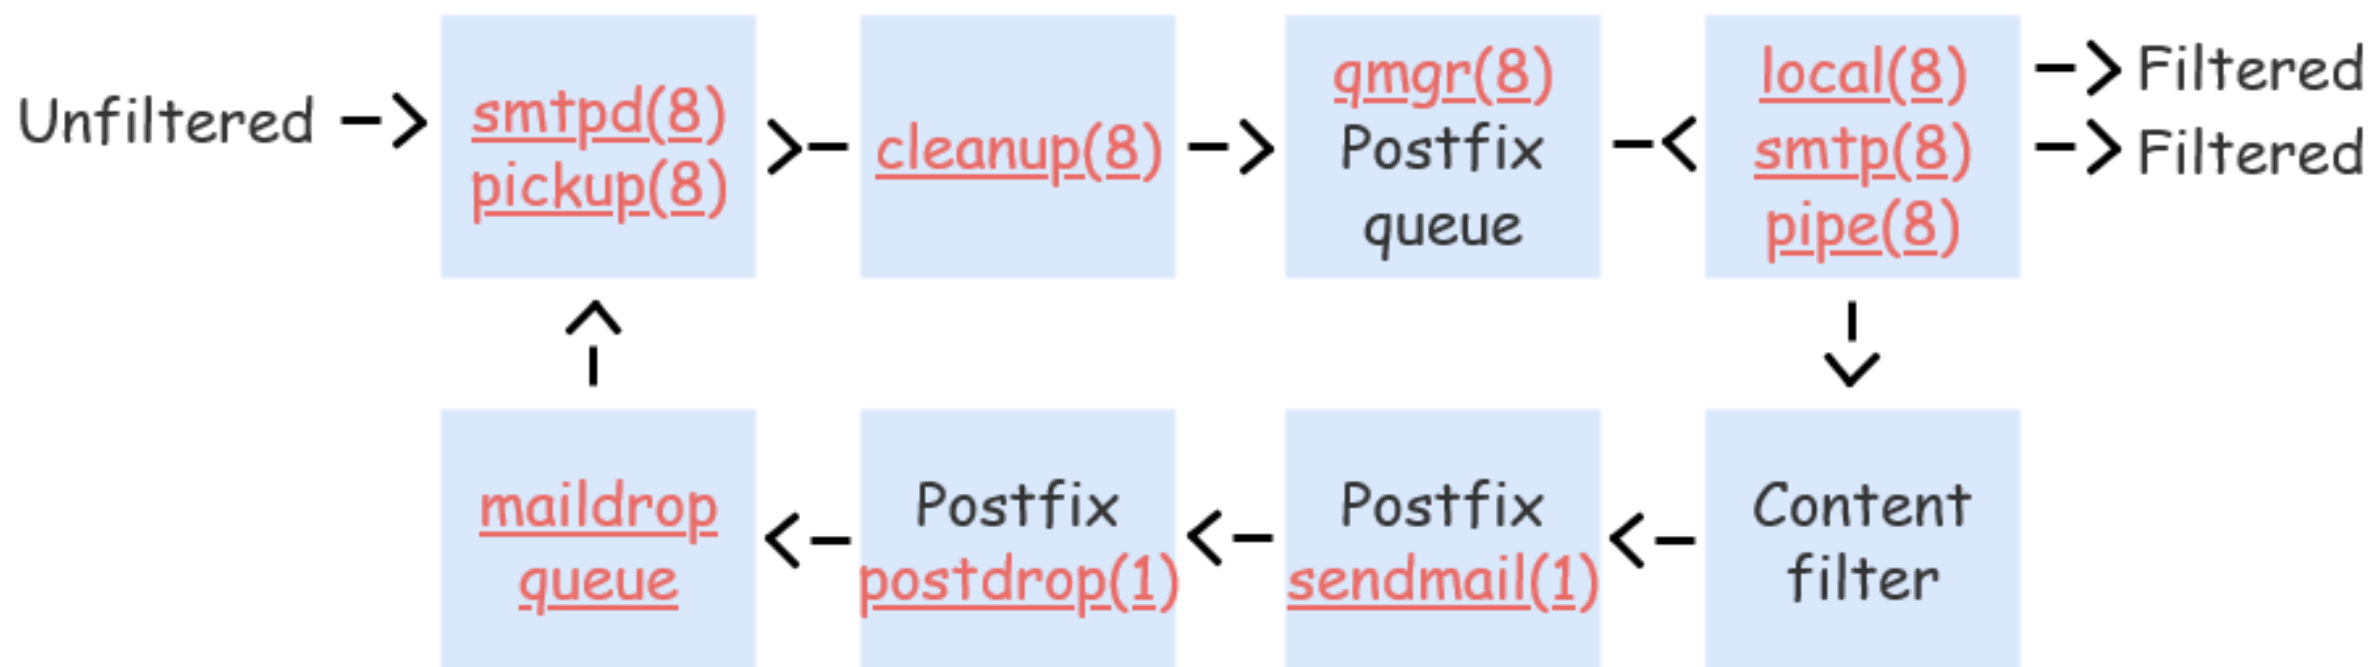 Unfiltered
smtpd(8)
pickup(8)
cleanup(8)
qmgr(8)
Postfix
queue
local(8)
smtp(8)
pipe(8)
Filtered
Filtered
maildrop
queue
Postfix
postdrop(1)
Postfix
sendmail(1)
Content
filter